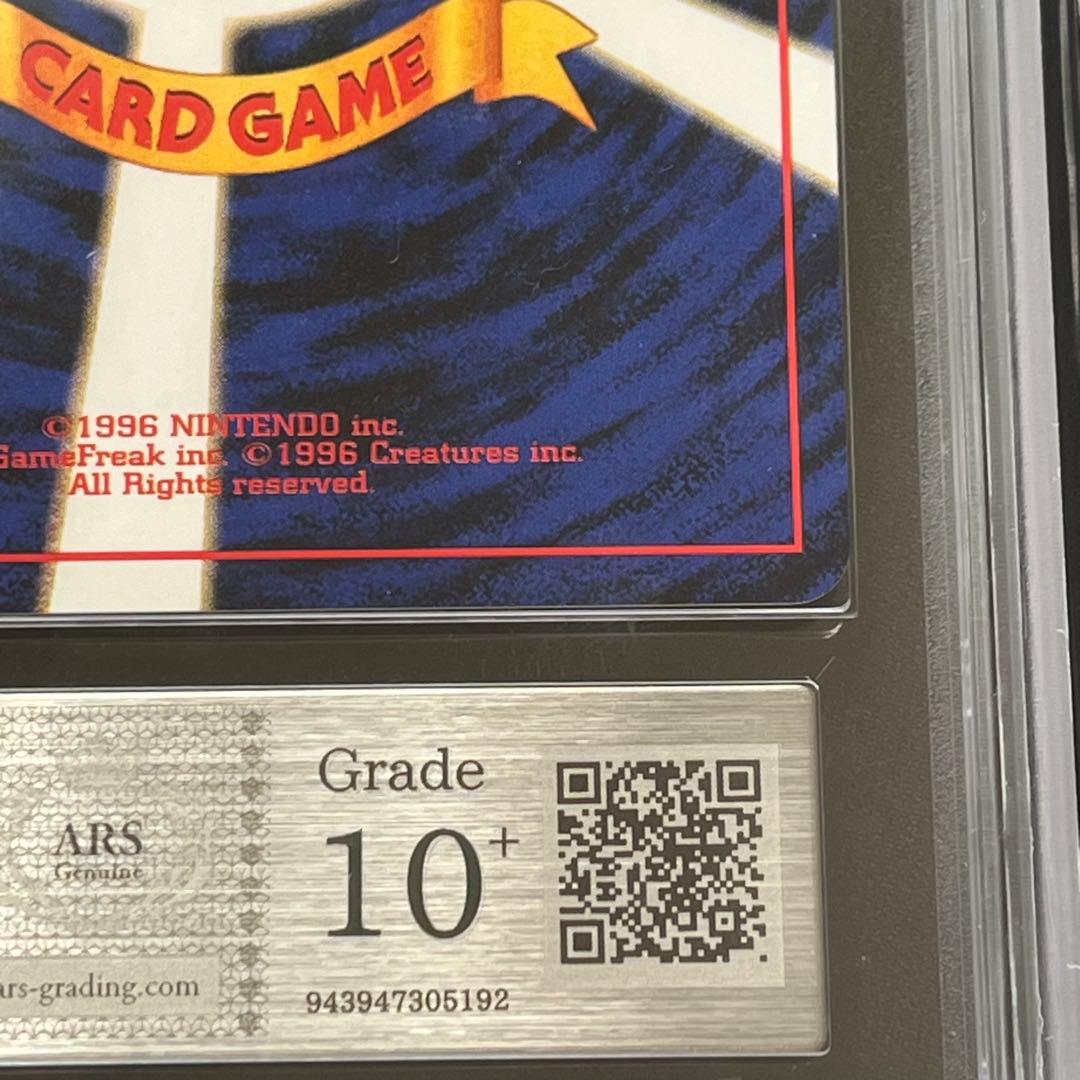 CARD GAME
©1996 NINTENDO inc.
GameFreak inc. ©1996 Creatures inc.
All Rights reserved.
Grade
10+
ARS
Genuine
ars-grading.com
943947305192